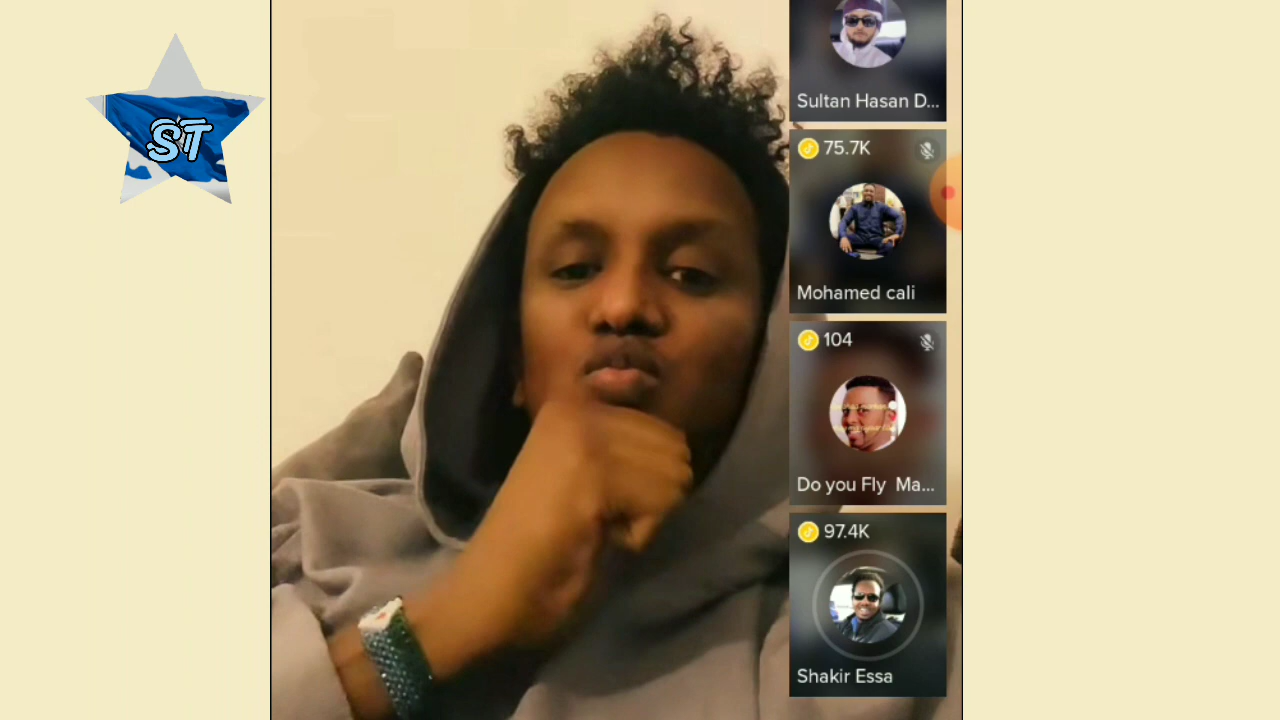 ST
Sultan Hasan D...
75.7K
Mohamed cali
104
Do you Fly Ma...
97.4K
Shakir Essa